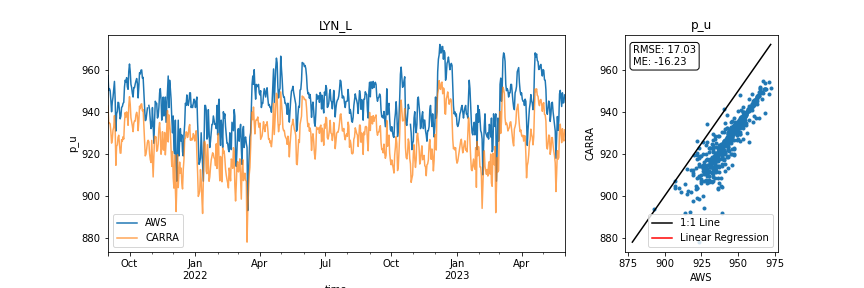 LYN_L
p_u
960
940
920
900
880
p_u
AWS
CARRA
Oct
Jan
2022
Apr
Jul
Oct
Jan
2023
Apr
time
p_u
RMSE: 17.03
ME: -16.23
960
940
920
900
880
CARRA
1:1 Line
Linear Regression
875
900
925
950
975
AWS